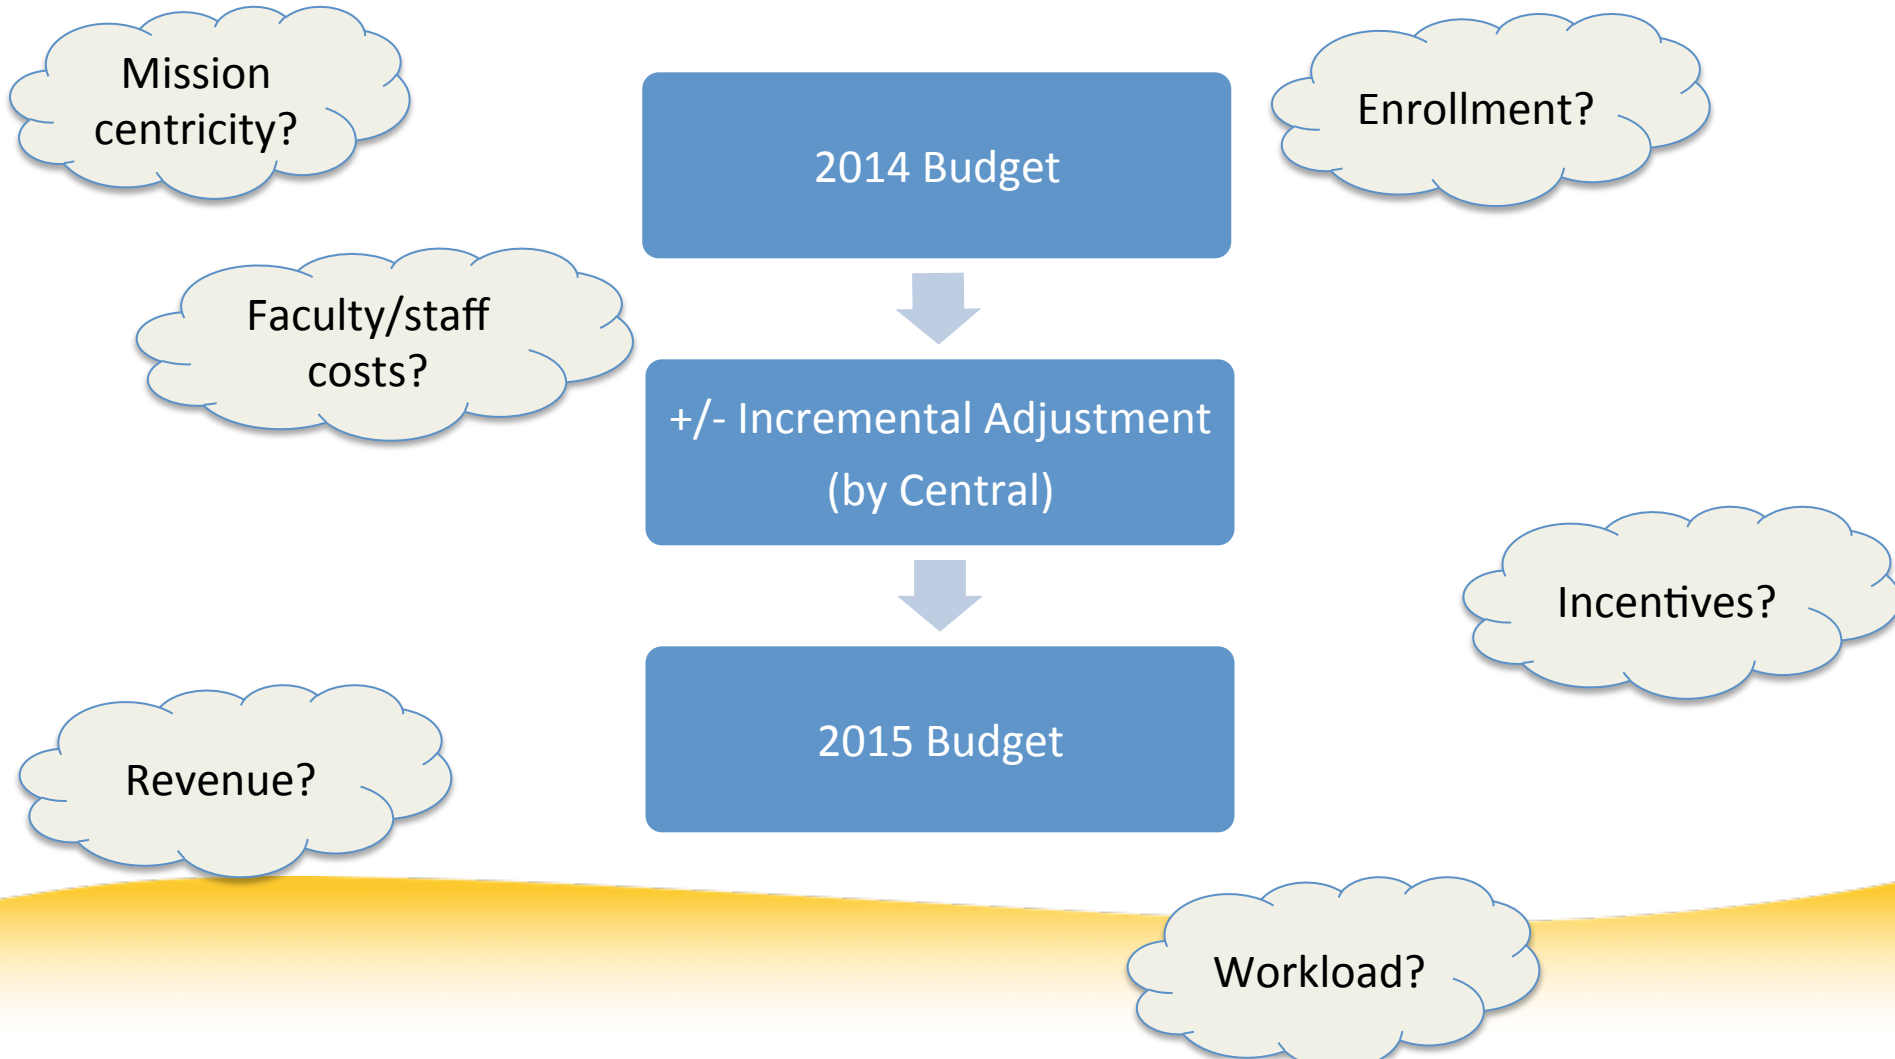 Mission
centricity?
2014 Budget
Enrollment?
Faculty/staff
costs?
+/- Incremental Adjustment
(by Central)
Incentives?
2015 Budget
Revenue?
Workload?